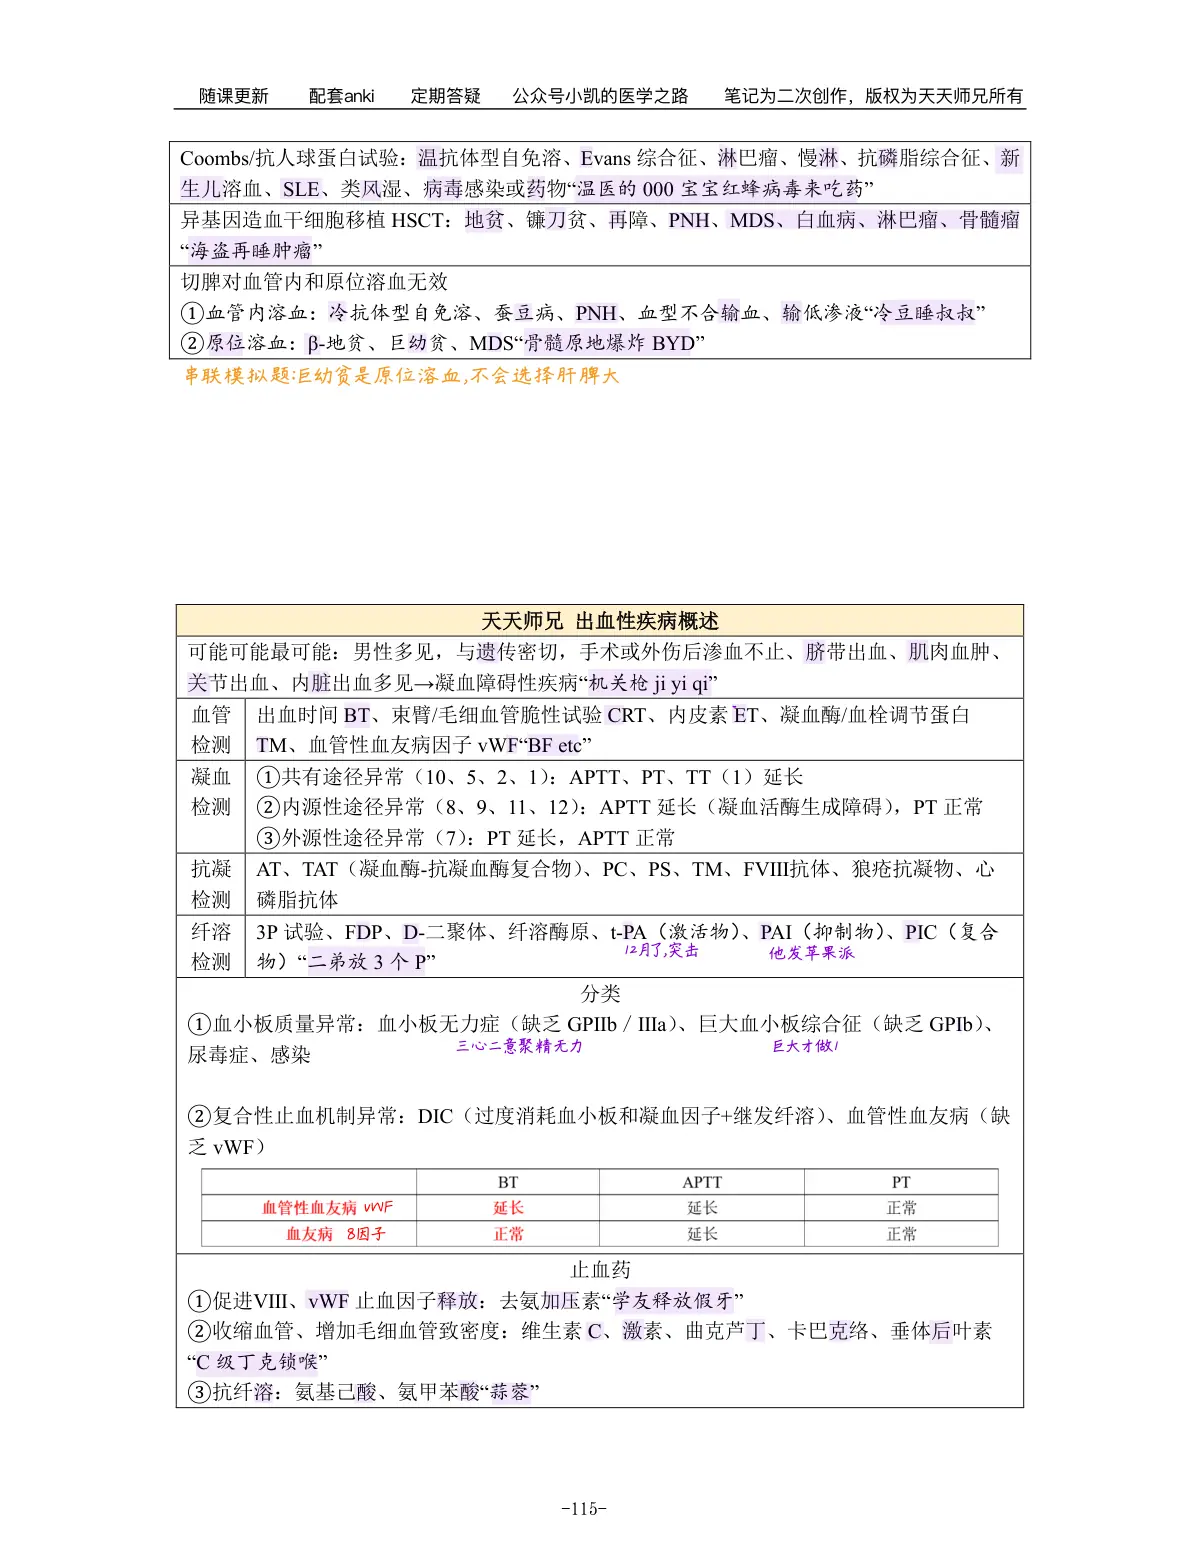 随课更新 配套anki 定期答疑 公众号小凯的医学之路 笔记为二次创作，版权为天天师兄所有
Coombs/抗人球蛋白试验：温抗体型自免溶、Evans 综合征、淋巴瘤、慢淋、抗磷脂综合征、新
生儿溶血、SLE、类风湿、病毒感染或药物“温医的 000 宝宝红蜂病毒来吃药”
异基因造血干细胞移植 HSCT：地贫、镰刀贫、再障、PNH、MDS、白血病、淋巴瘤、骨髓瘤
“海盗再睡肿瘤”
切脾对血管内和原位溶血无效
①血管内溶血：冷抗体型自免溶、蚕豆病、PNH、血型不合输血、输低渗液“冷豆睡叔叔”
②原位溶血：β-地贫、巨幼贫、MDS“骨髓原地爆炸 BYD”
串联模拟题:巨幼贫是原位溶血,不会选择肝脾大
天天师兄 出血性疾病概述
可能可能最可能：男性多见，与遗传密切，手术或外伤后渗血不止、脐带出血、肌肉血肿、
关节出血、内脏出血多见→凝血障碍性疾病“机关枪 ji yi qi”
血管 出血时间 BT、束臂/毛细血管脆性试验 CRT、内皮素 ET、凝血酶/血栓调节蛋白
检测 TM、血管性血友病因子 vWF“BF etc”
凝血 ①共有途径异常（10、5、2、1）：APTT、PT、TT（1）延长
检测 ②内源性途径异常（8、9、11、12）：APTT 延长（凝血活酶生成障碍），PT 正常
③外源性途径异常（7）：PT 延长，APTT 正常
抗凝 AT、TAT（凝血酶-抗凝血酶复合物）、PC、PS、TM、FVIII抗体、狼疮抗凝物、心
检测 磷脂抗体
纤溶 3P 试验、FDP、D-二聚体、纤溶酶原、t-PA（激活物）、PAI（抑制物）、PIC（复合
12月了,突击 他发苹果派
检测 物）“二弟放 3 个 P”
分类
①血小板质量异常：血小板无力症（缺乏 GPIIb / IIIa）、巨大血小板综合征（缺乏 GPIb）、
三心二意聚精无力 巨大才做1
尿毒症、感染
②复合性止血机制异常：DIC（过度消耗血小板和凝血因子+继发纤溶）、血管性血友病（缺
乏 vWF）
BT APTT PT
血管性血友病 vWF 延长 延长 正常
血友病 8因子 正常 延长 正常
止血药
①促进VIII、vWF 止血因子释放：去氨加压素“学友释放假牙”
②收缩血管、增加毛细血管致密度：维生素 C、激素、曲克芦丁、卡巴克络、垂体后叶素
“C 级丁克锁喉”
③抗纤溶：氨基己酸、氨甲苯酸“蒜蓉”
-115-